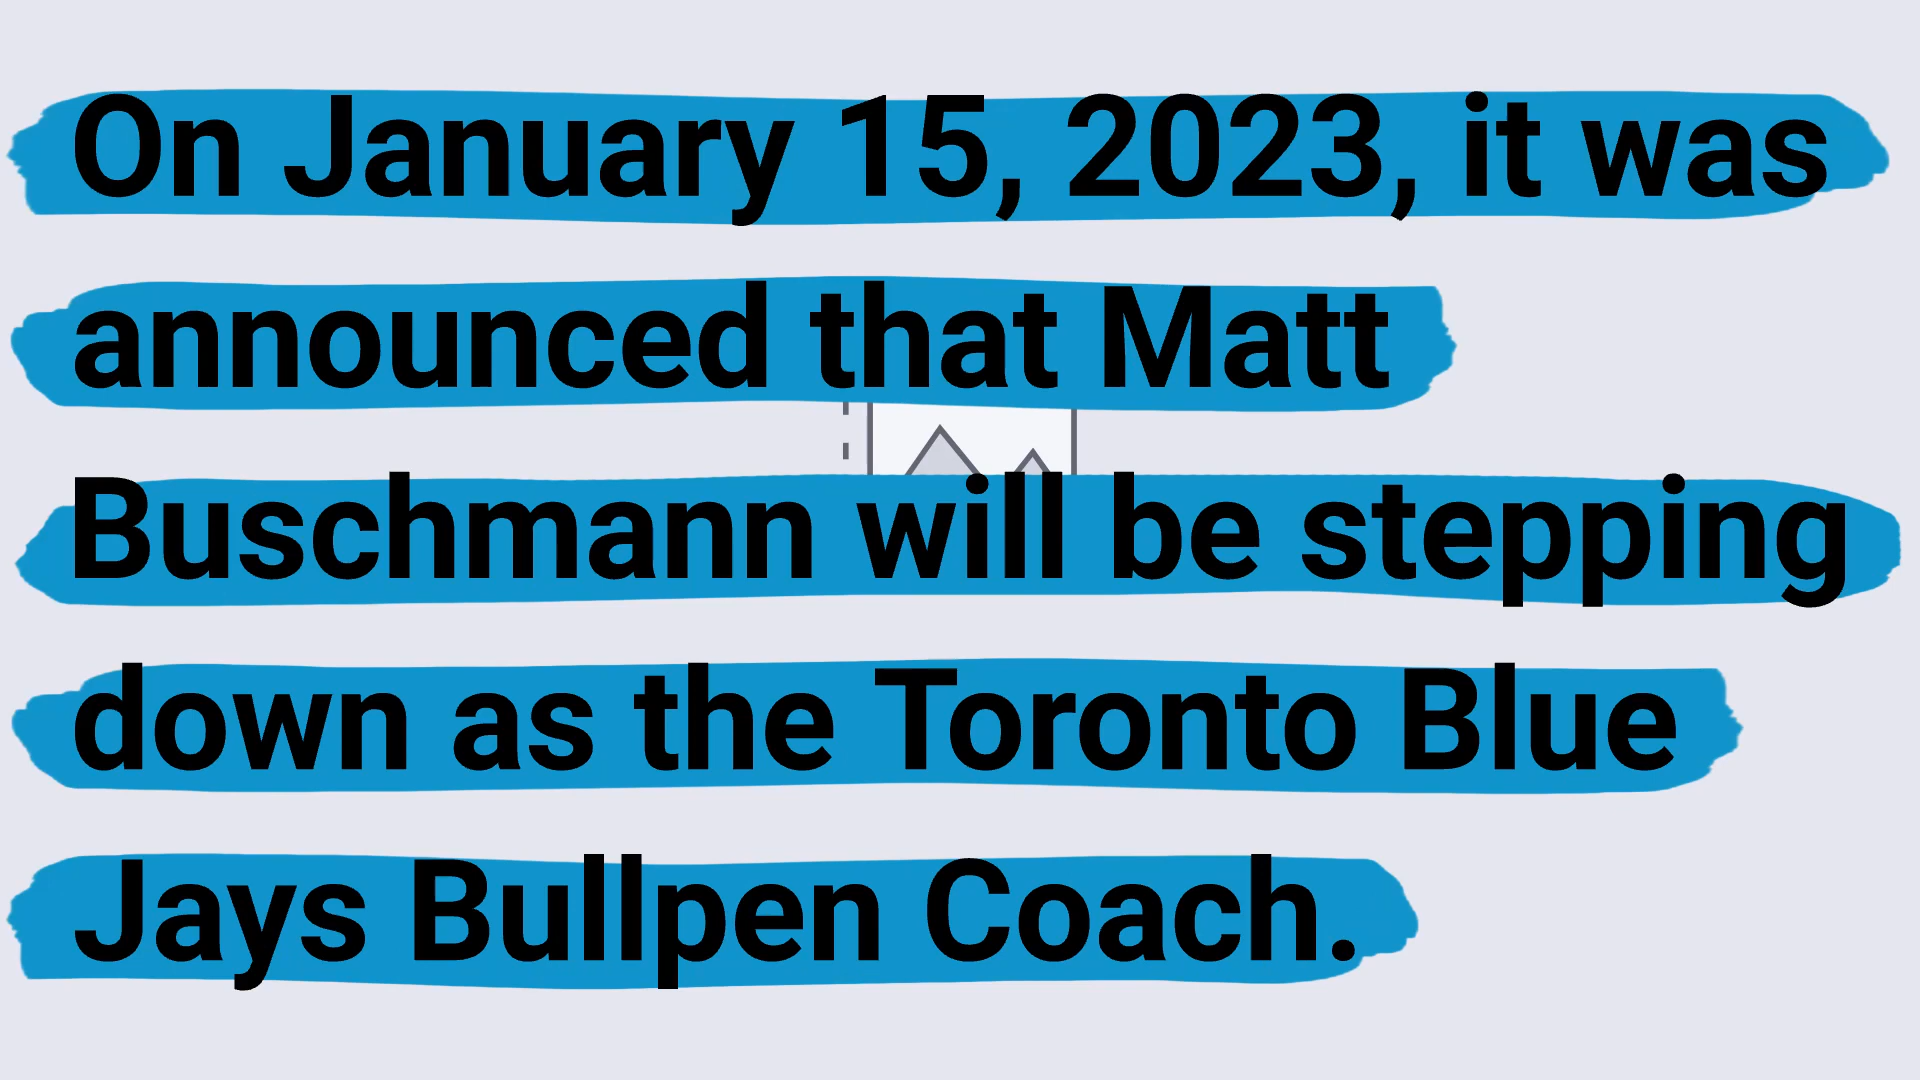 On January 15, 2023, it was
announced that Matt
Buschmann will be stepping
down as the Toronto Blue
Jays Bullpen Coach.